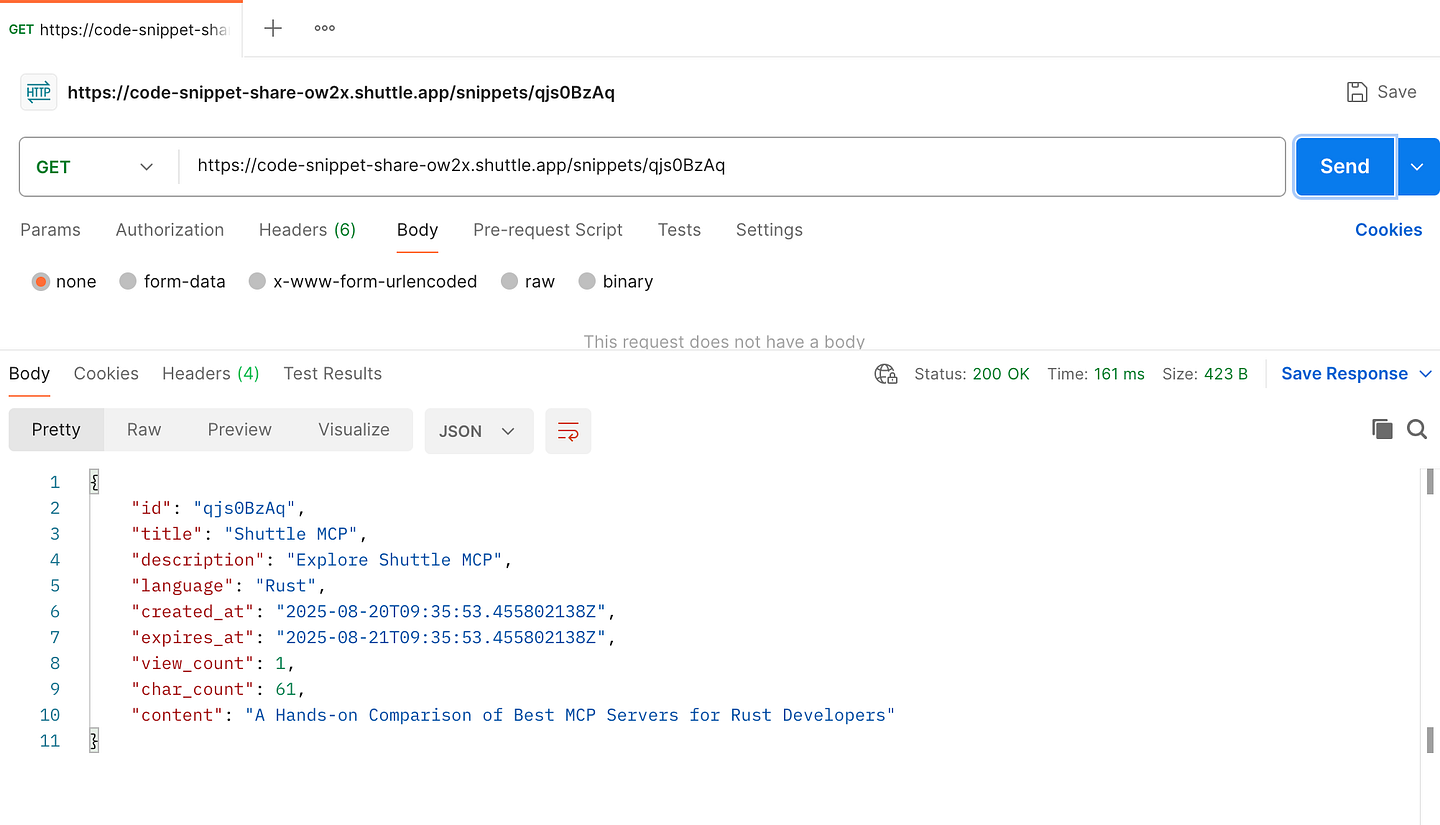 GET https://code-snippet-sha
HTTP https://code-snippet-share-ow2x.shuttle.app/snippets/qjs0BzAq Save
GET https://code-snippet-share-ow2x.shuttle.app/snippets/qjs0BzAq Send
Params Authorization Headers (6) Body Pre-request Script Tests Settings Cookies
none form-data x-www-form-urlencoded raw binary
This request does not have a body
Body Cookies Headers (4) Test Results Status: 200 OK Time: 161 ms Size: 423 B Save Response
Pretty Raw Preview Visualize JSON
1 {
2 "id": "qjs0BzAq",
3 "title": "Shuttle MCP",
4 "description": "Explore Shuttle MCP",
5 "language": "Rust",
6 "created_at": "2025-08-20T09:35:53.455802138Z",
7 "expires_at": "2025-08-21T09:35:53.455802138Z",
8 "view_count": 1,
9 "char_count": 61,
10 "content": "A Hands-on Comparison of Best MCP Servers for Rust Developers"
11 }